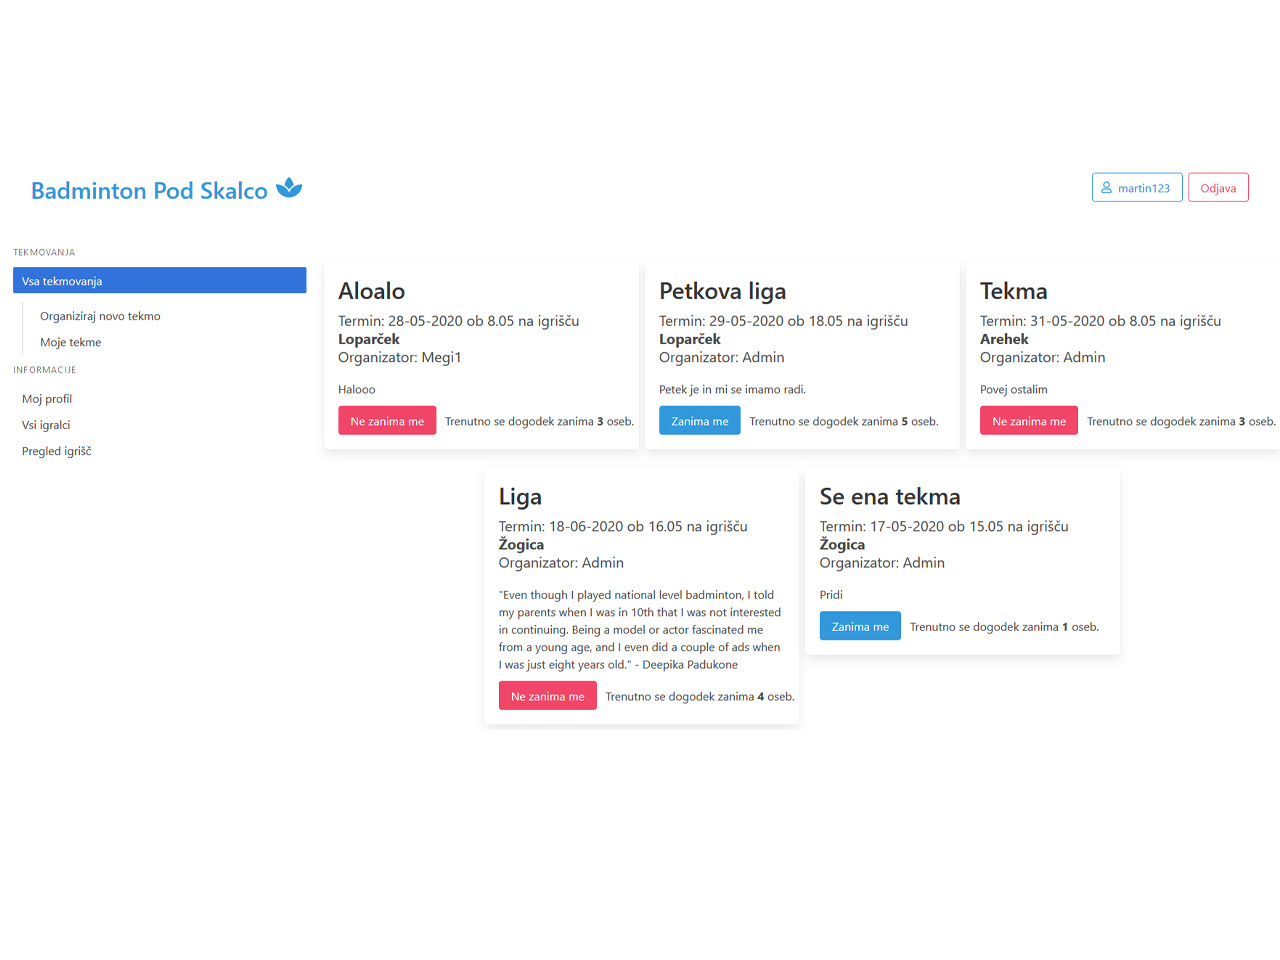 Badminton Pod Skalco
martin123
Odjava
TEKMOVANJA
Vsa tekmovanja
Organiziraj novo tekmo
Moje tekme
INFORMACIJE
Moj profil
Vsi igralci
Pregled igrišč
Aloalo
Termin: 28-05-2020 ob 8.05 na igrišču
Loparček
Organizator: Megi1
Halooo
Ne zanima me
Trenutno se dogodek zanima 3 oseb.
Petkova liga
Termin: 29-05-2020 ob 18.05 na igrišču
Loparček
Organizator: Admin
Petek je in mi se imamo radi.
Zanima me
Trenutno se dogodek zanima 5 oseb.
Tekma
Termin: 31-05-2020 ob 8.05 na igrišču
Arehek
Organizator: Admin
Povej ostalim
Ne zanima me
Trenutno se dogodek zanima 3 oseb.
Liga
Termin: 18-06-2020 ob 16.05 na igrišču
Žogica
Organizator: Admin
"Even though I played national level badminton, I told
my parents when I was in 10th that I was not interested
in continuing. Being a model or actor fascinated me
from a young age, and I even did a couple of ads when
I was just eight years old." - Deepika Padukone
Ne zanima me
Trenutno se dogodek zanima 4 oseb.
Se ena tekma
Termin: 17-05-2020 ob 15.05 na igrišču
Žogica
Organizator: Admin
Pridi
Zanima me
Trenutno se dogodek zanima 1 oseb.